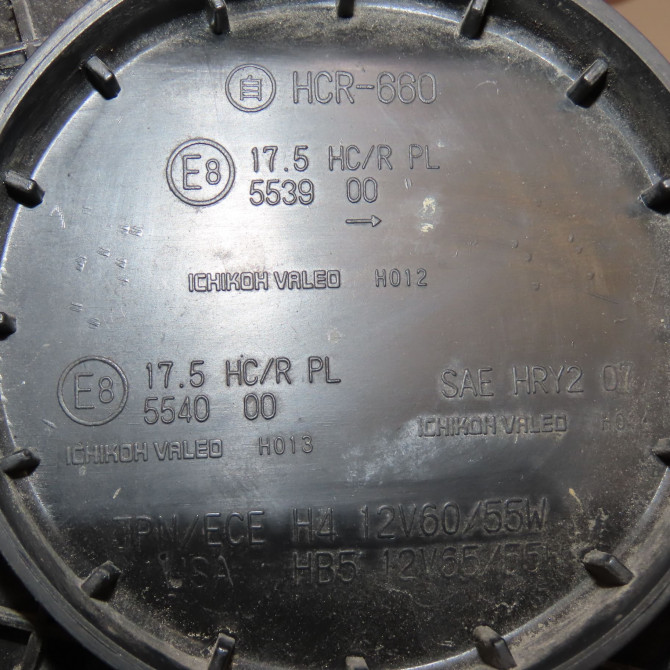 自 HCR-660
E8 17.5 HC/R PL
5539 00
→
ICHIKOH VALEO H012
E8 17.5 HC/R PL
5540 00
ICHIKOH VALEO H013
SAE HRY2
ICHIKOH VALEO
JPN/ECE H4 12V60/55W
USA HB5 12V65/55